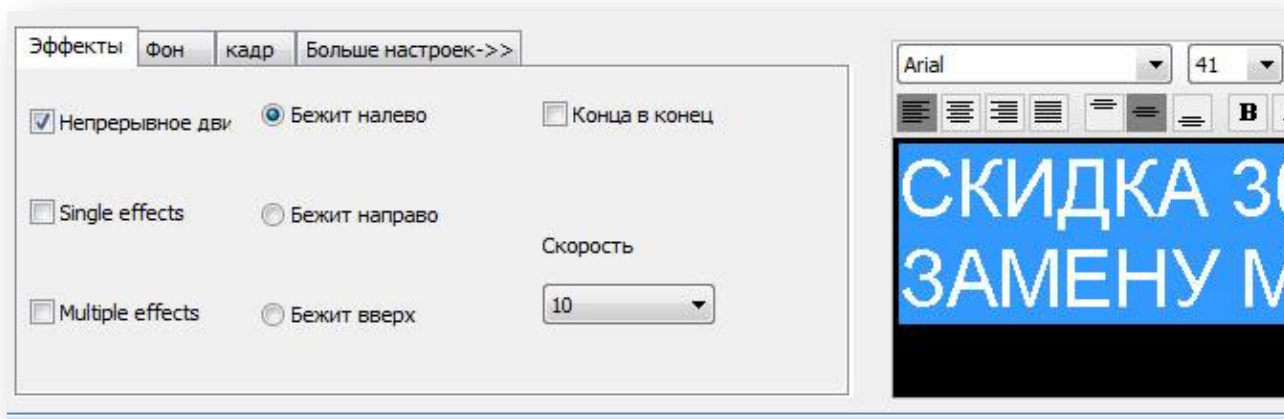 Эффекты Фон кадр Больше настроек->>
Непрерывное дви Бежит налево Конца в конец
Single effects Бежит направо
Скорость
Multiple effects Бежит вверх 10
Arial 41
B
СКИДКА
ЗАМЕНУ